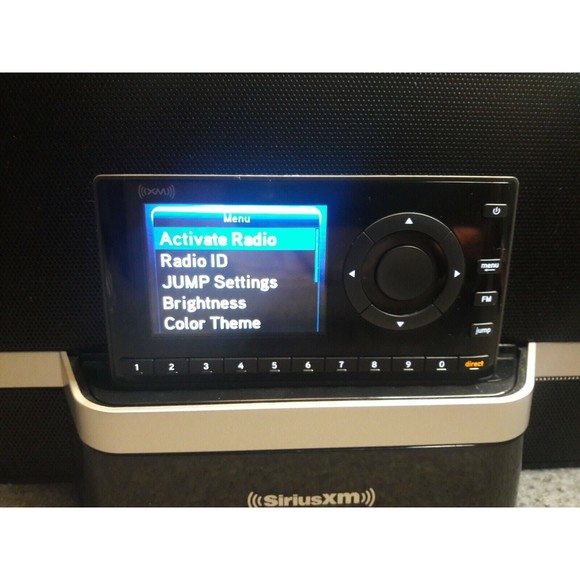 ((XM))
Menu
Activate Radio
Radio ID
JUMP Settings
Brightness
Color Theme
menu
FM
jump
1 2 3 4 5 6 7 8 9 0 direct
((SiriusXM))